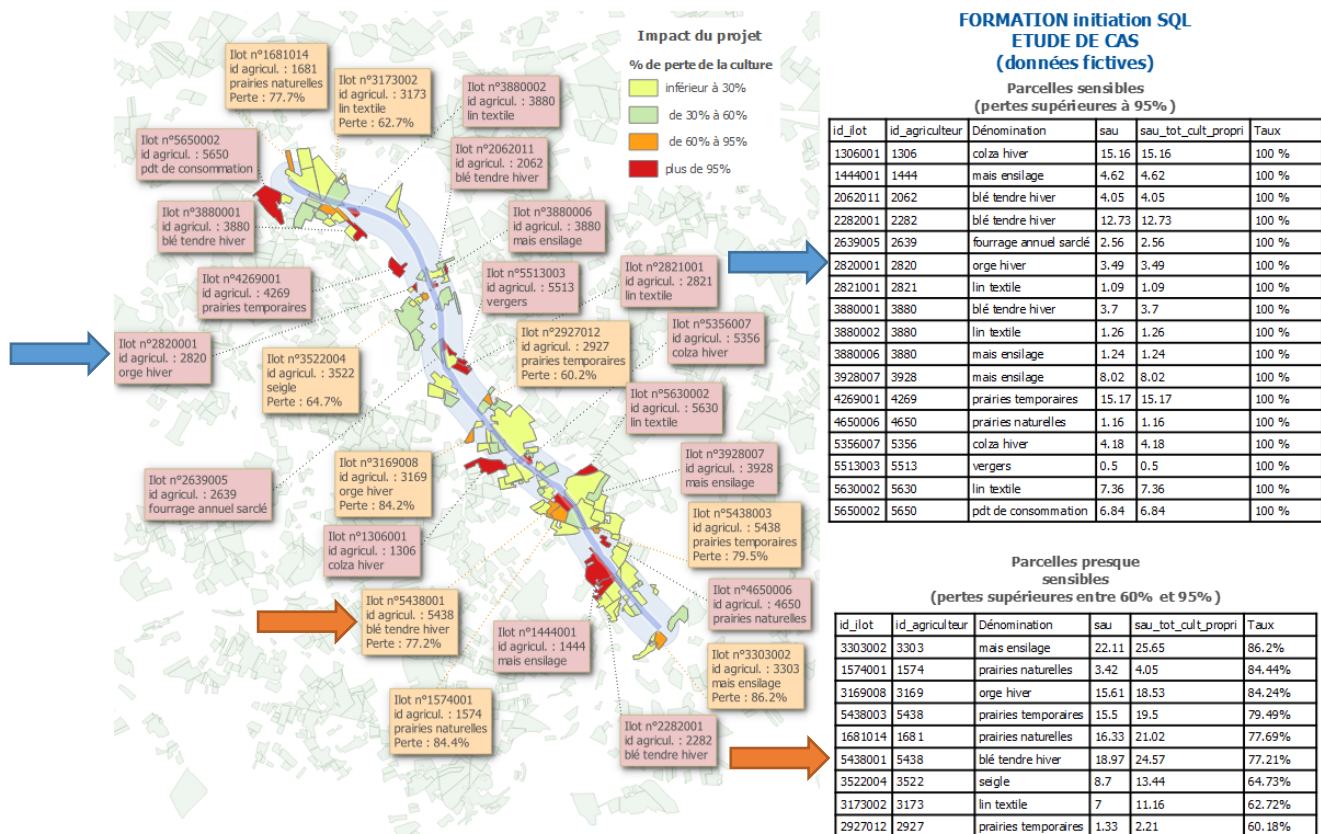 FORMATION initiation SQL
ETUDE DE CAS
(données fictives)
Impact du projet
% de perte de la culture
inférieur à 30%
de 30% à 60%
de 60% à 95%
plus de 95%
Ilot n°1681014
id agricul. : 1681
prairies naturelles
Perte : 77.7%
Ilot n°3173002
id agricul. : 3173
lin textile
Perte : 62.7%
Ilot n°3880002
id agricul. : 3880
lin textile
Ilot n°5650002
id agricul. : 5650
pdt de consommation
Ilot n°2062011
id agricul. : 2062
blé tendre hiver
Ilot n°3880001
id agricul. : 3880
blé tendre hiver
Ilot n°3880006
id agricul. : 3880
mais ensilage
Ilot n°4269001
id agricul. : 4269
prairies temporaires
Ilot n°5513003
id agricul. : 5513
vergers
Ilot n°2821001
id agricul. : 2821
lin textile
Ilot n°2820001
id agricul. : 2820
orge hiver
Ilot n°3522004
id agricul. : 3522
seigle
Perte : 64.7%
Ilot n°2927012
id agricul. : 2927
prairies temporaires
Perte : 60.2%
Ilot n°5356007
id agricul. : 5356
colza hiver
Ilot n°5630002
id agricul. : 5630
lin textile
Ilot n°2639005
id agricul. : 2639
fourrage annuel sarclé
Ilot n°3169008
id agricul. : 3169
orge hiver
Perte : 84.2%
Ilot n°3928007
id agricul. : 3928
mais ensilage
Ilot n°1306001
id agricul. : 1306
colza hiver
Ilot n°5438003
id agricul. : 5438
prairies temporaires
Perte : 79.5%
Ilot n°5438001
id agricul. : 5438
blé tendre hiver
Perte : 77.2%
Ilot n°4650006
id agricul. : 4650
prairies naturelles
Ilot n°1444001
id agricul. : 1444
mais ensilage
Ilot n°3303002
id agricul. : 3303
mais ensilage
Perte : 86.2%
Ilot n°1574001
id agricul. : 1574
prairies naturelles
Perte : 84.4%
Ilot n°2282001
id agricul. : 2282
blé tendre hiver
Parcelles sensibles
(pertes supérieures à 95%)
id_ilot id_agriculteur Dénomination sau sau_tot_cult_propri Taux
1306001 1306 colza hiver 15.16 15.16 100 %
1444001 1444 mais ensilage 4.62 4.62 100 %
2062011 2062 blé tendre hiver 4.05 4.05 100 %
2282001 2282 blé tendre hiver 12.73 12.73 100 %
2639005 2639 fourrage annuel sarclé 2.56 2.56 100 %
2820001 2820 orge hiver 3.49 3.49 100 %
2821001 2821 lin textile 1.09 1.09 100 %
3880001 3880 blé tendre hiver 3.7 3.7 100 %
3880002 3880 lin textile 1.26 1.26 100 %
3880006 3880 mais ensilage 1.24 1.24 100 %
3928007 3928 mais ensilage 8.02 8.02 100 %
4269001 4269 prairies temporaires 15.17 15.17 100 %
4650006 4650 prairies naturelles 1.16 1.16 100 %
5356007 5356 colza hiver 4.18 4.18 100 %
5513003 5513 vergers 0.5 0.5 100 %
5630002 5630 lin textile 7.36 7.36 100 %
5650002 5650 pdt de consommation 6.84 6.84 100 %
Parcelles presque
sensibles
(pertes supérieures entre 60% et 95%)
id_ilot id_agriculteur Dénomination sau sau_tot_cult_propri Taux
3303002 3303 mais ensilage 22.11 25.65 86.2%
1574001 1574 prairies naturelles 3.42 4.05 84.44%
3169008 3169 orge hiver 15.61 18.53 84.24%
5438003 5438 prairies temporaires 15.5 19.5 79.49%
1681014 1681 prairies naturelles 16.33 21.02 77.69%
5438001 5438 blé tendre hiver 18.97 24.57 77.21%
3522004 3522 seigle 8.7 13.44 64.73%
3173002 3173 lin textile 7 11.16 62.72%
2927012 2927 prairies temporaires 1.33 2.21 60.18%